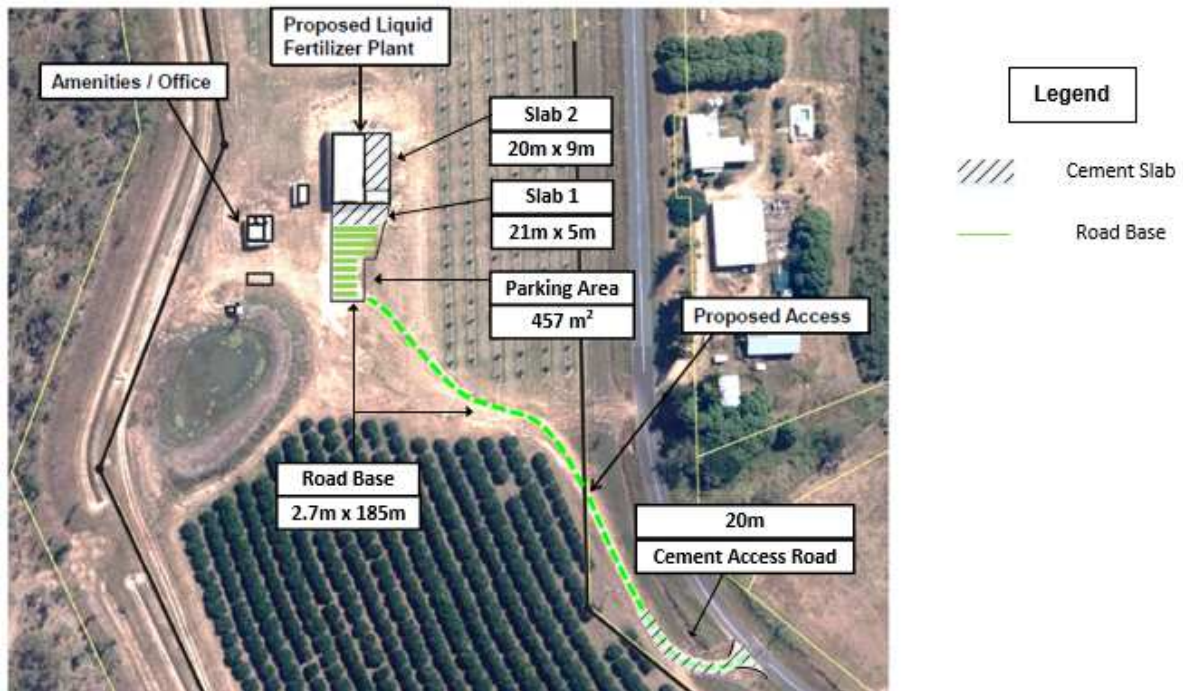 Proposed Liquid
Fertilizer Plant
Amenities / Office
Slab 2
20m x 9m
Slab 1
21m x 5m
Parking Area
457 m²
Proposed Access
Road Base
2.7m x 185m
20m
Cement Access Road
Legend
Cement Slab
Road Base